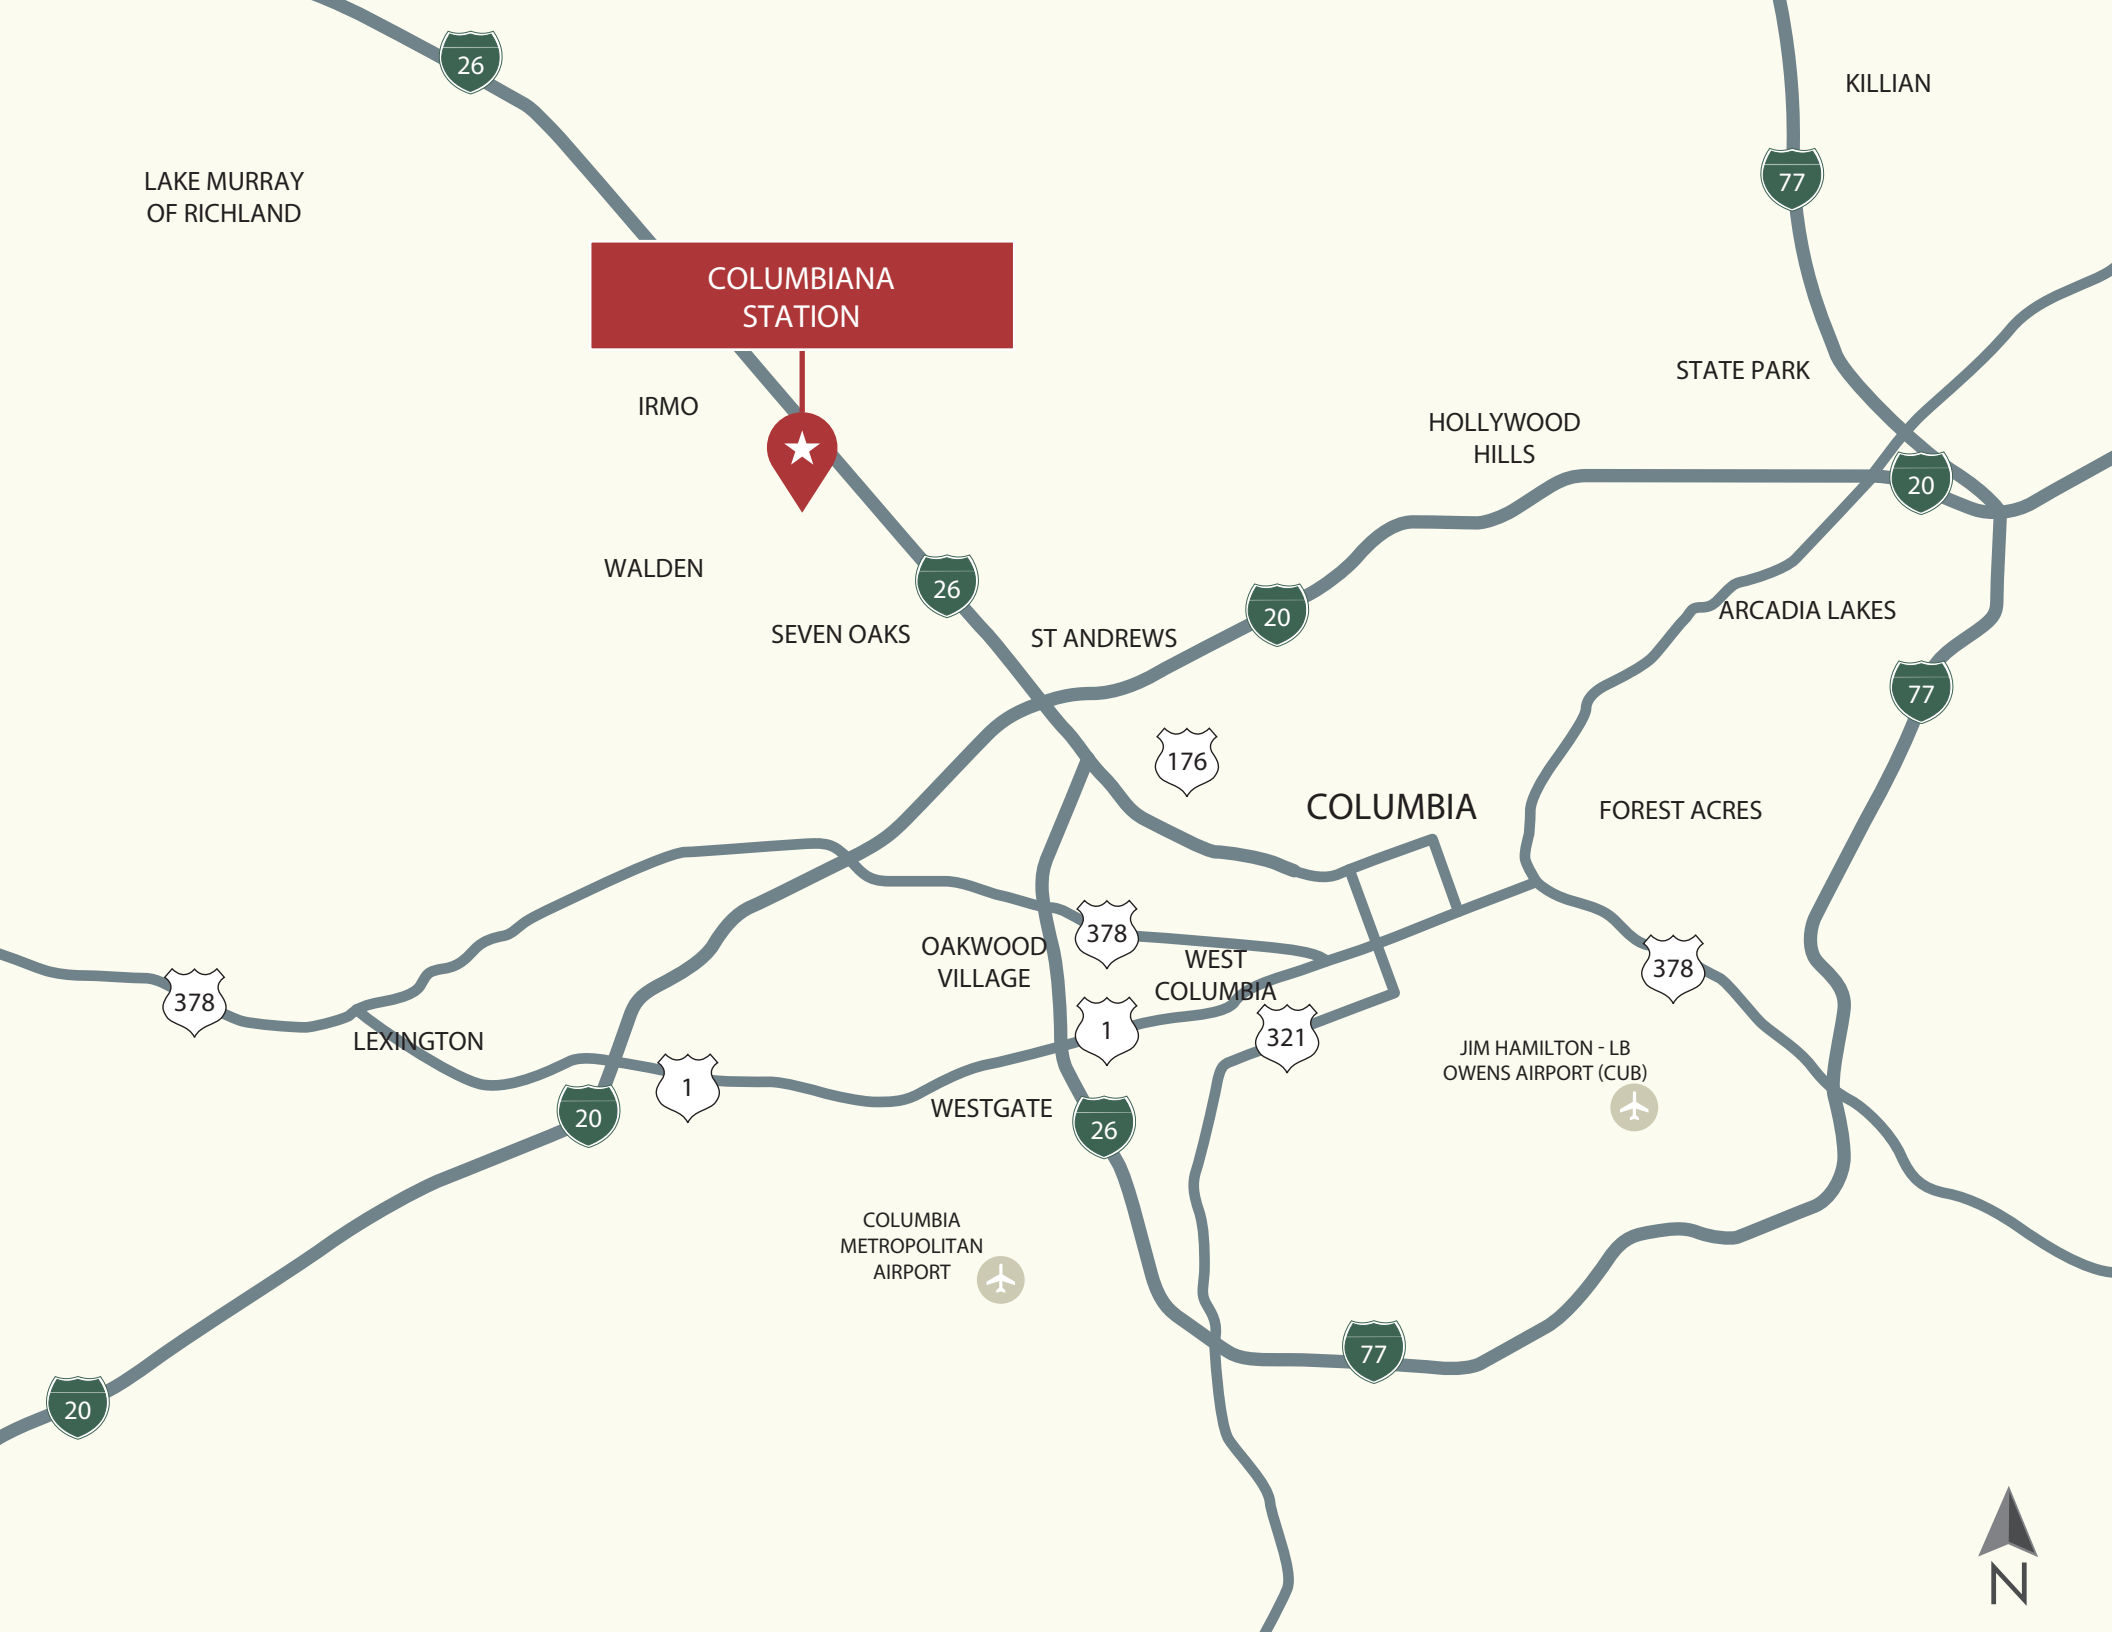 26
KILLIAN
77
LAKE MURRAY
OF RICHLAND
COLUMBIANA
STATION
STATE PARK
IRMO
HOLLYWOOD
HILLS
20
WALDEN
26
20
ARCADIA LAKES
SEVEN OAKS
ST ANDREWS
77
176
COLUMBIA
FOREST ACRES
378
OAKWOOD
VILLAGE
WEST
COLUMBIA
378
378
1
321
LEXINGTON
JIM HAMILTON - LB
OWENS AIRPORT (CUB)
1
20
WESTGATE
26
COLUMBIA
METROPOLITAN
AIRPORT
77
20
N